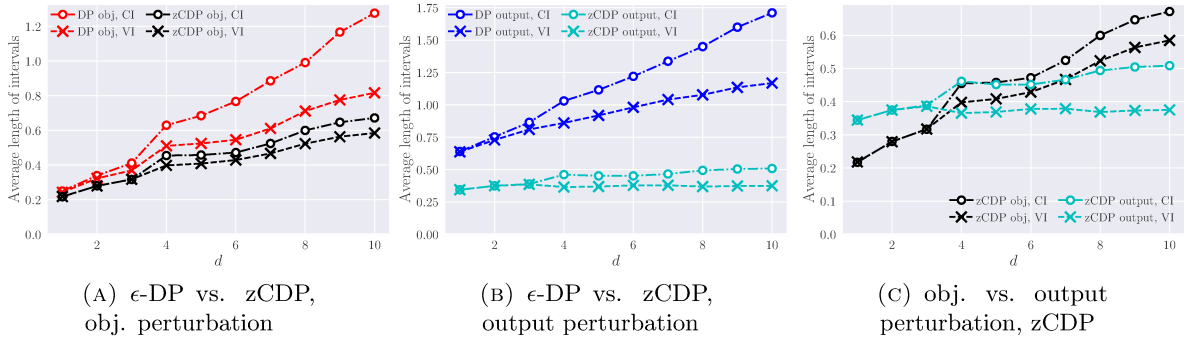 DP obj, CI
zCDP obj, CI
DP obj, VI
zCDP obj, VI
Average length of intervals
1.2
1.0
0.8
0.6
0.4
0.2
0.0
2
4
6
8
10
d
(A) ϵ-DP vs. zCDP,
obj. perturbation
DP output, CI
zCDP output, CI
DP output, VI
zCDP output, VI
Average length of intervals
1.75
1.50
1.25
1.00
0.75
0.50
0.25
0.00
2
4
6
8
10
d
(B) ϵ-DP vs. zCDP,
output perturbation
Average length of intervals
0.6
0.5
0.4
0.3
0.2
0.1
0.0
zCDP obj, CI
zCDP output, CI
zCDP obj, VI
zCDP output, VI
2
4
6
8
10
d
(C) obj. vs. output
perturbation, zCDP